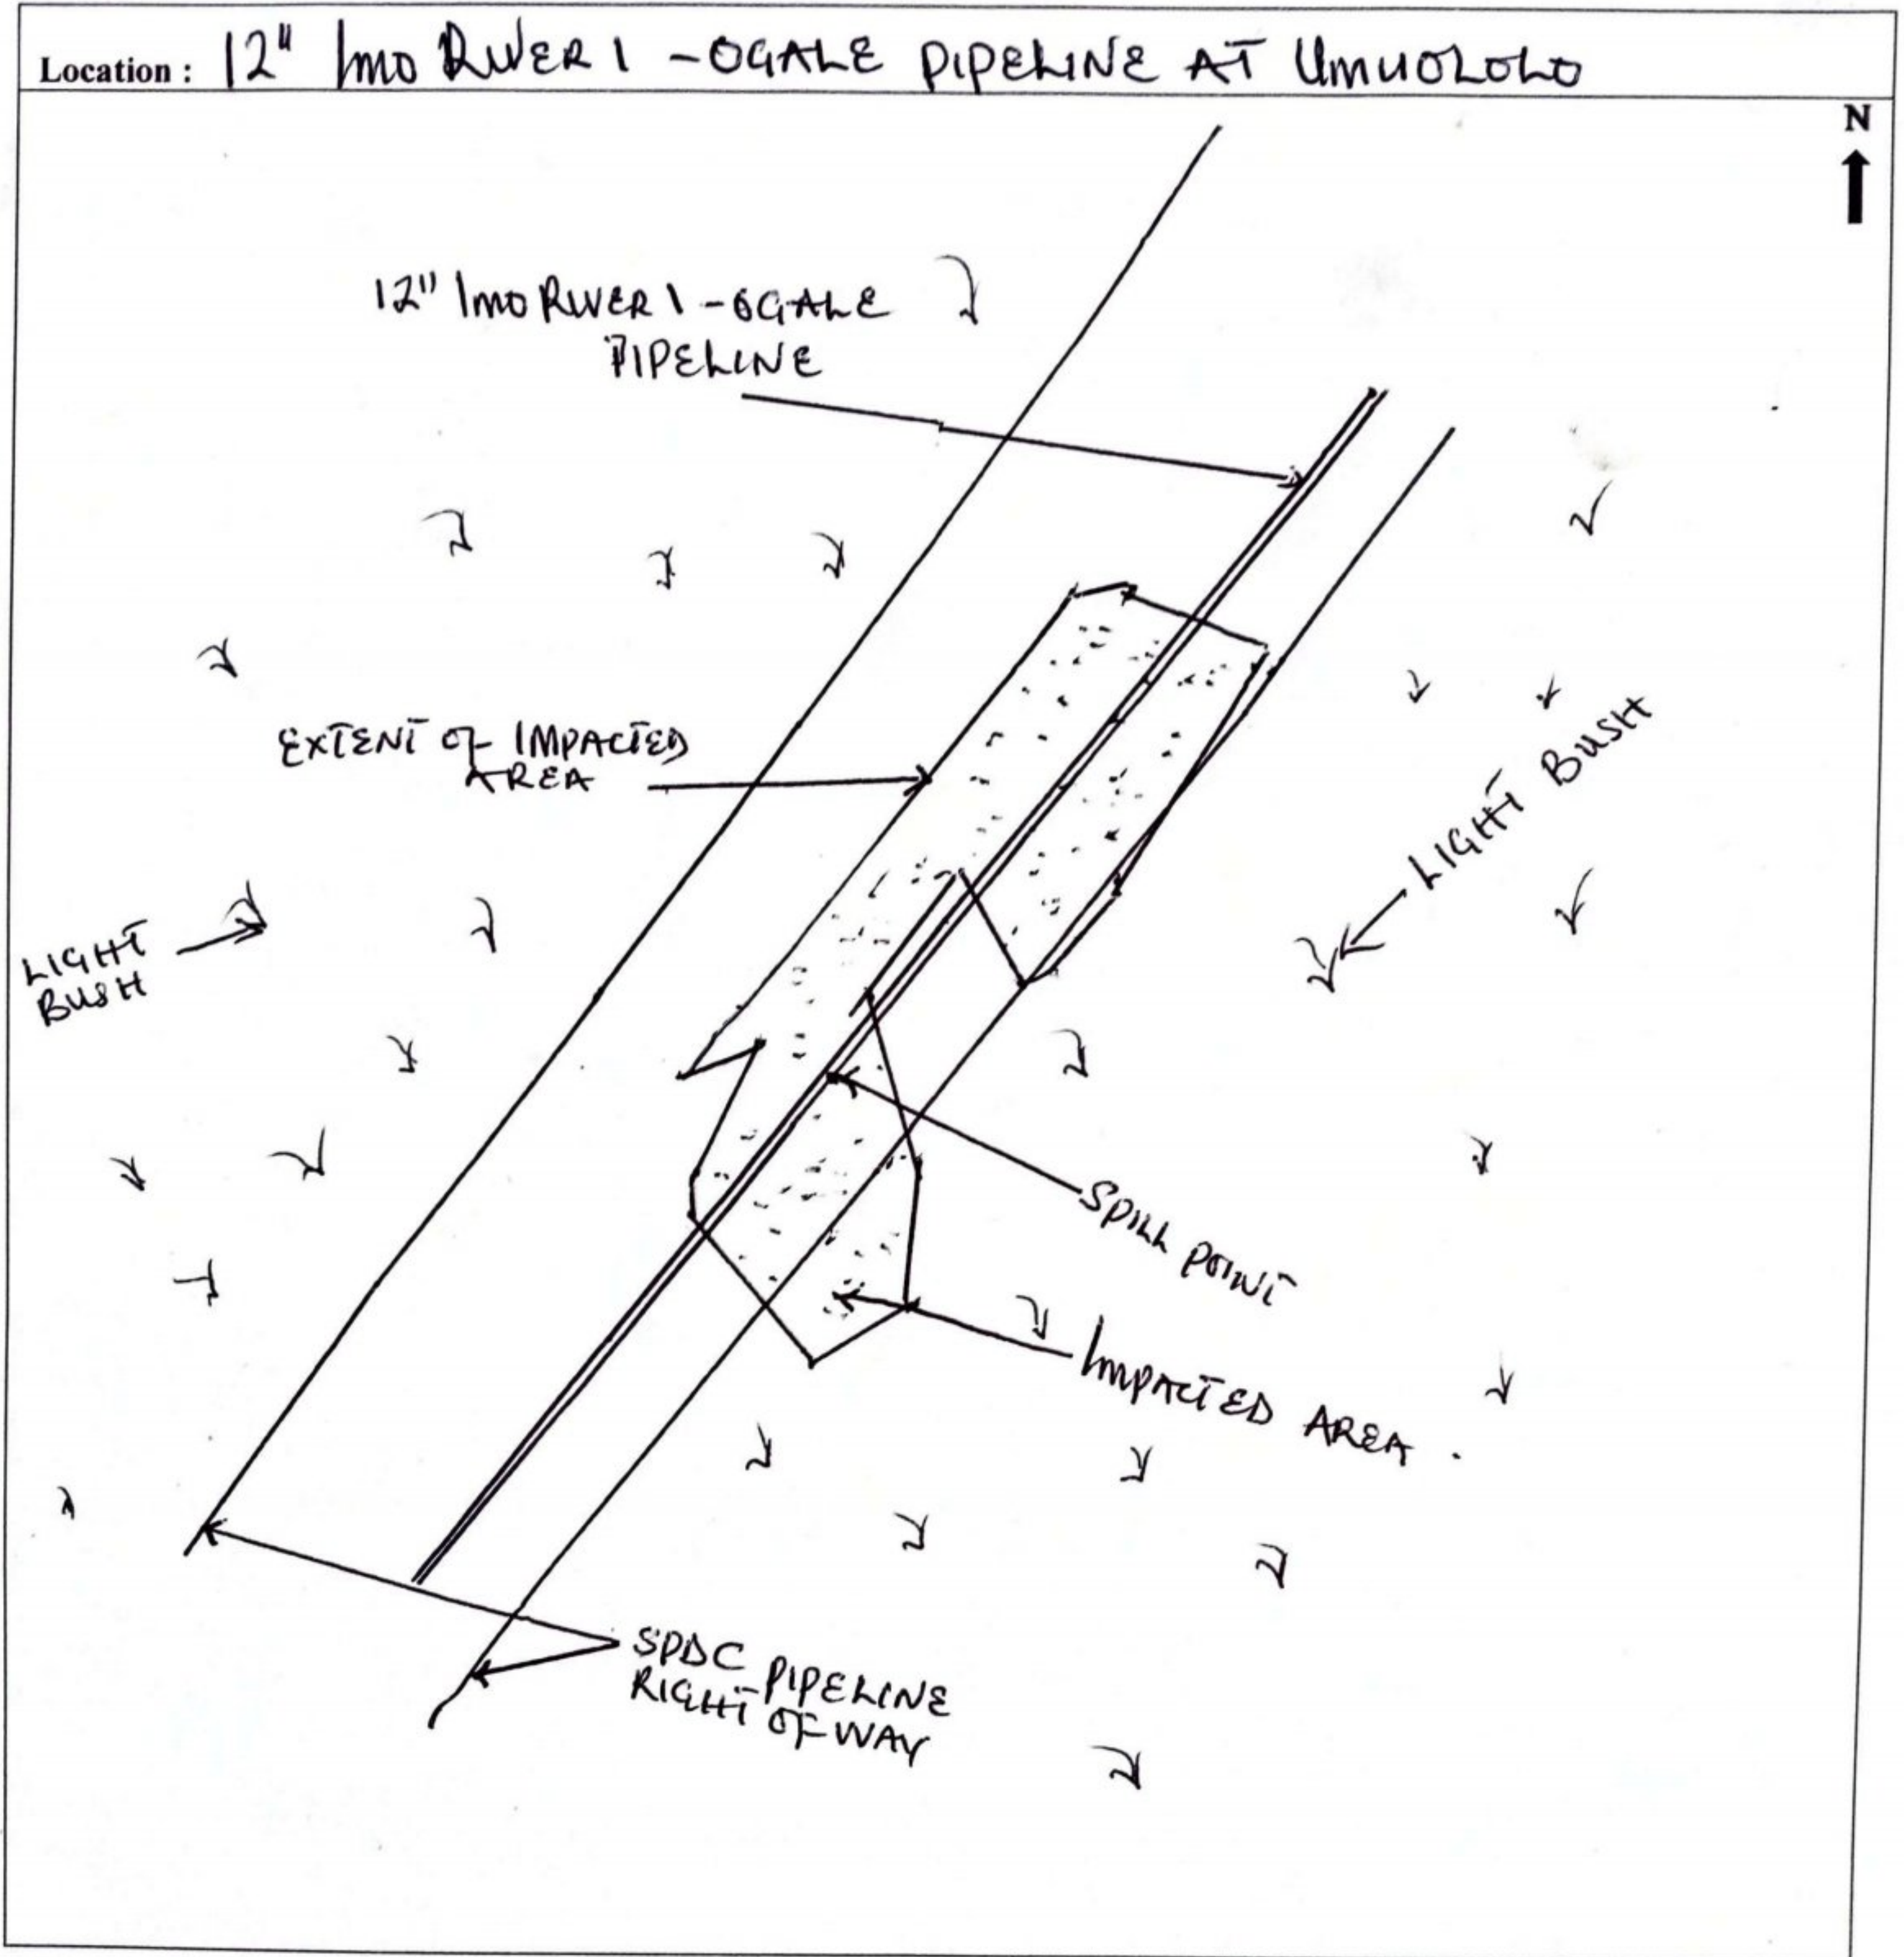 Location : 12" Imo RIVER 1 - OGALE PIPELINE AT UMUOLOLO
N
12" Imo RIVER 1 - OGALE
PIPELINE
EXTENT OF IMPACTED
AREA
LIGHT BUSH
LIGHT
BUSH
SPILL POINT
IMPACTED AREA .
SPDC PIPELINE
RIGHT OF WAY